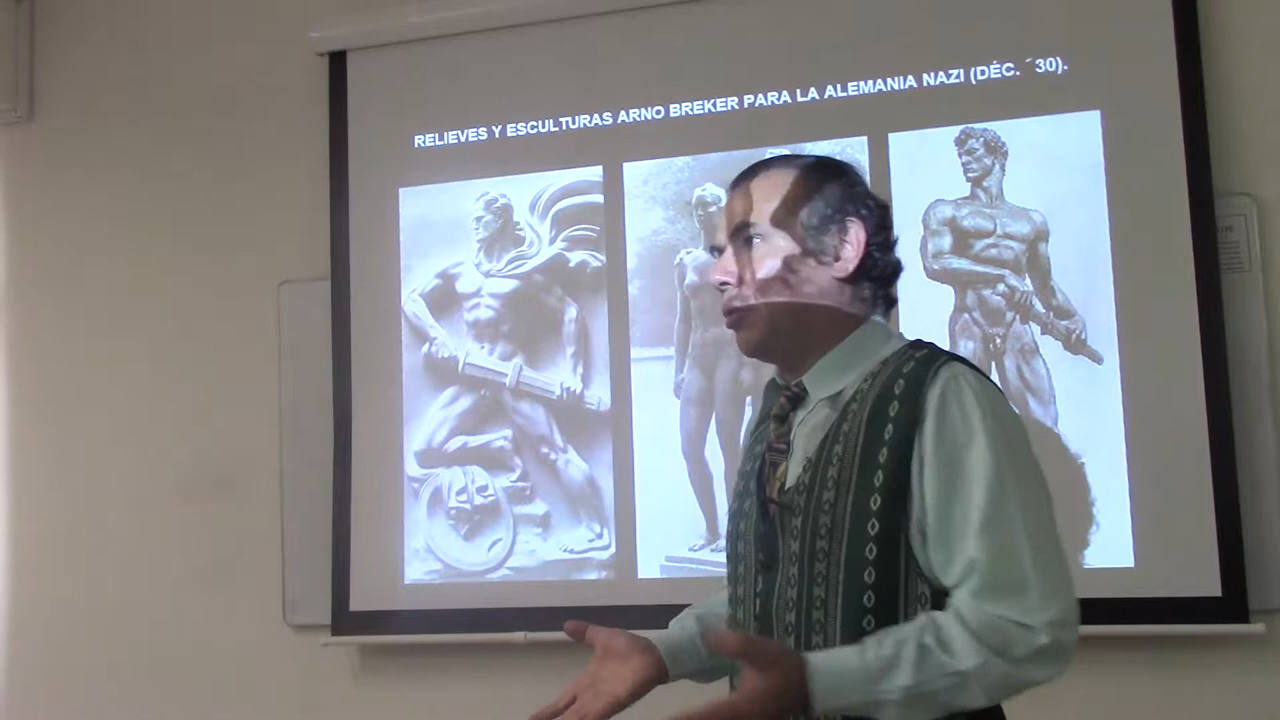 RELIEVES Y ESCULTURAS ARNO BREKER PARA LA ALEMANIA NAZI (DÉC. ´30).